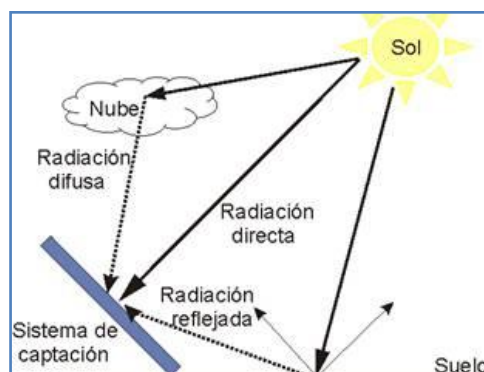 Sol
Nube
Radiación
difusa
Radiación
directa
Radiación
reflejada
Sistema de
captación
Suelo